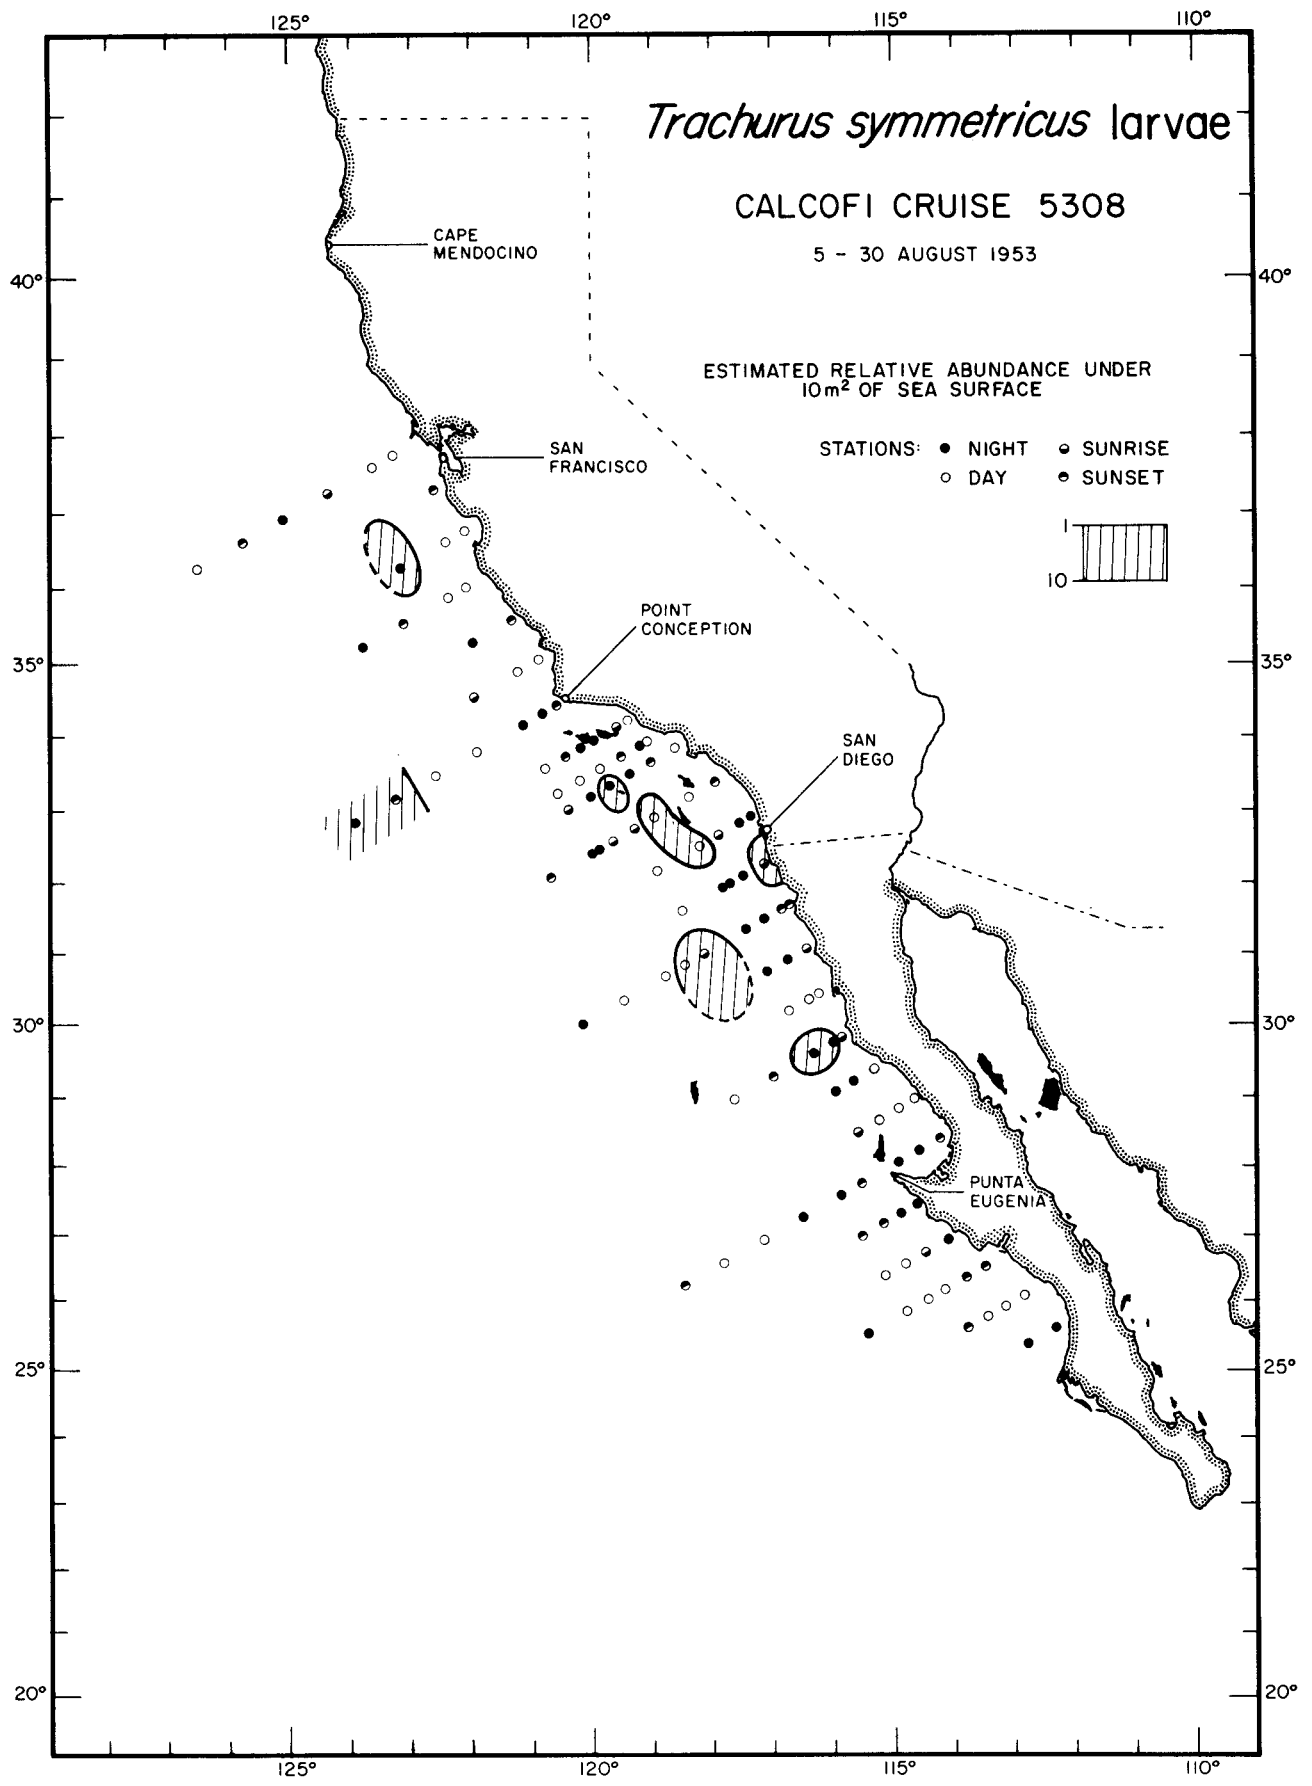 125° 120° 115° 110°
Trachurus symmetricus larvae
CALCOFI CRUISE 5308
5 – 30 AUGUST 1953
CAPE
MENDOCINO
40° 40°
ESTIMATED RELATIVE ABUNDANCE UNDER
10m² OF SEA SURFACE
STATIONS: NIGHT SUNRISE
DAY SUNSET
SAN
FRANCISCO
1
10
POINT
CONCEPTION
35° 35°
SAN
DIEGO
30° 30°
PUNTA
EUGENIA
25° 25°
20° 20°
125° 120° 115° 110°